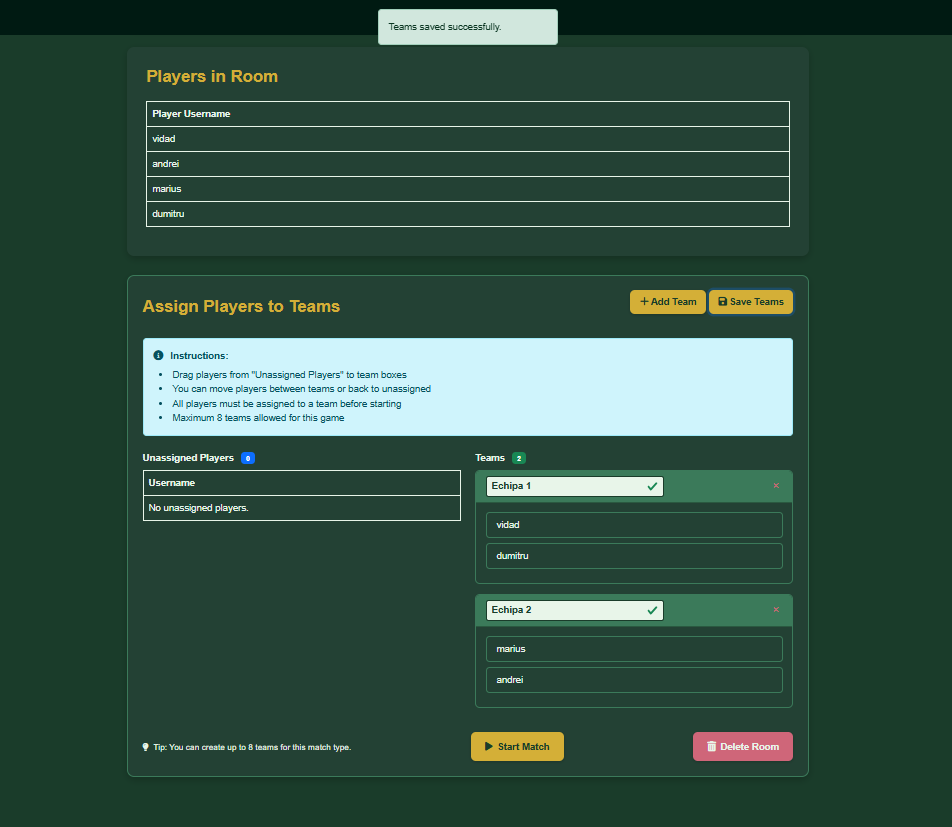 Teams saved successfully.
Players in Room
Player Username
vidad
andrei
marius
dumitru
Assign Players to Teams
Add Team
Save Teams
Instructions:
Drag players from "Unassigned Players" to team boxes
You can move players between teams or back to unassigned
All players must be assigned to a team before starting
Maximum 8 teams allowed for this game
Unassigned Players 0
Username
No unassigned players.
Teams 2
Echipa 1
vidad
dumitru
Echipa 2
marius
andrei
Tip: You can create up to 8 teams for this match type.
Start Match
Delete Room